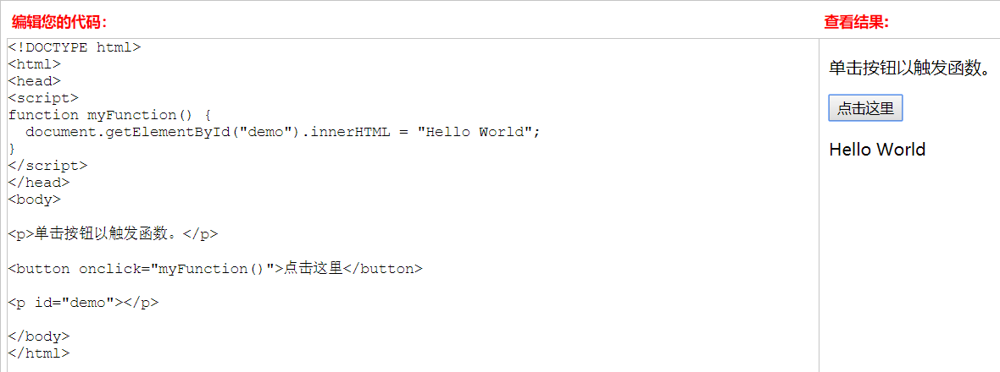 编辑您的代码：
查看结果：
<!DOCTYPE html>
<html>
<head>
<script>
function myFunction() {
  document.getElementById("demo").innerHTML = "Hello World";
}
</script>
</head>
<body>
<p>单击按钮以触发函数。</p>
<button onclick="myFunction()">点击这里</button>
<p id="demo"></p>
</body>
</html>
单击按钮以触发函数。
点击这里
Hello World